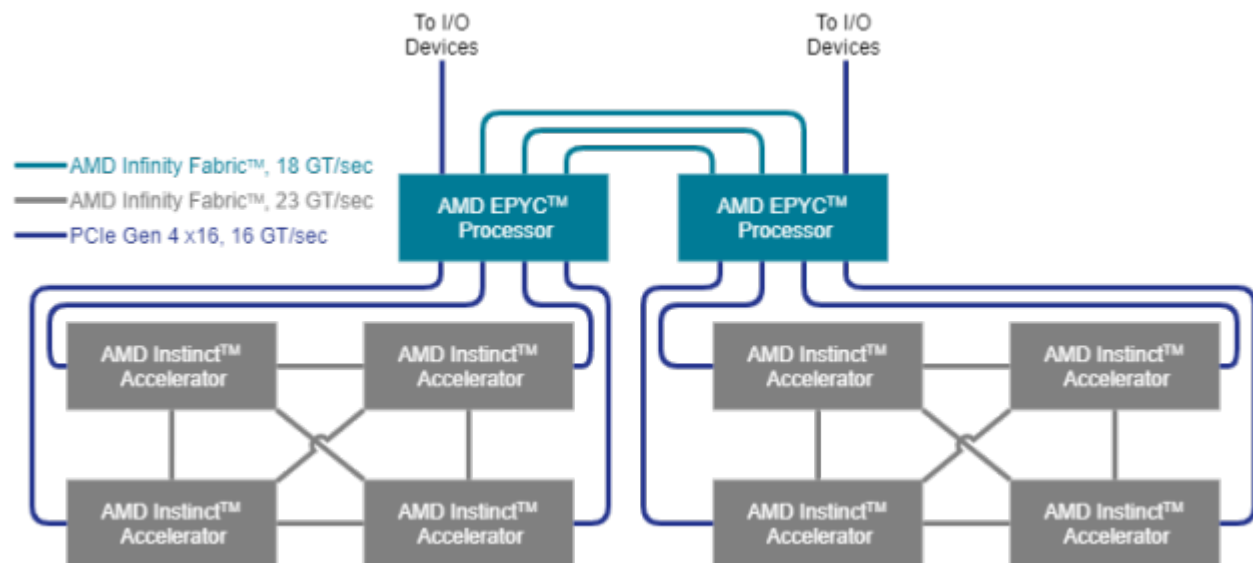 To I/O
Devices
To I/O
Devices
AMD Infinity Fabric™, 18 GT/sec
AMD Infinity Fabric™, 23 GT/sec
PCIe Gen 4 x16, 16 GT/sec
AMD EPYC™
Processor
AMD EPYC™
Processor
AMD Instinct™
Accelerator
AMD Instinct™
Accelerator
AMD Instinct™
Accelerator
AMD Instinct™
Accelerator
AMD Instinct™
Accelerator
AMD Instinct™
Accelerator
AMD Instinct™
Accelerator
AMD Instinct™
Accelerator